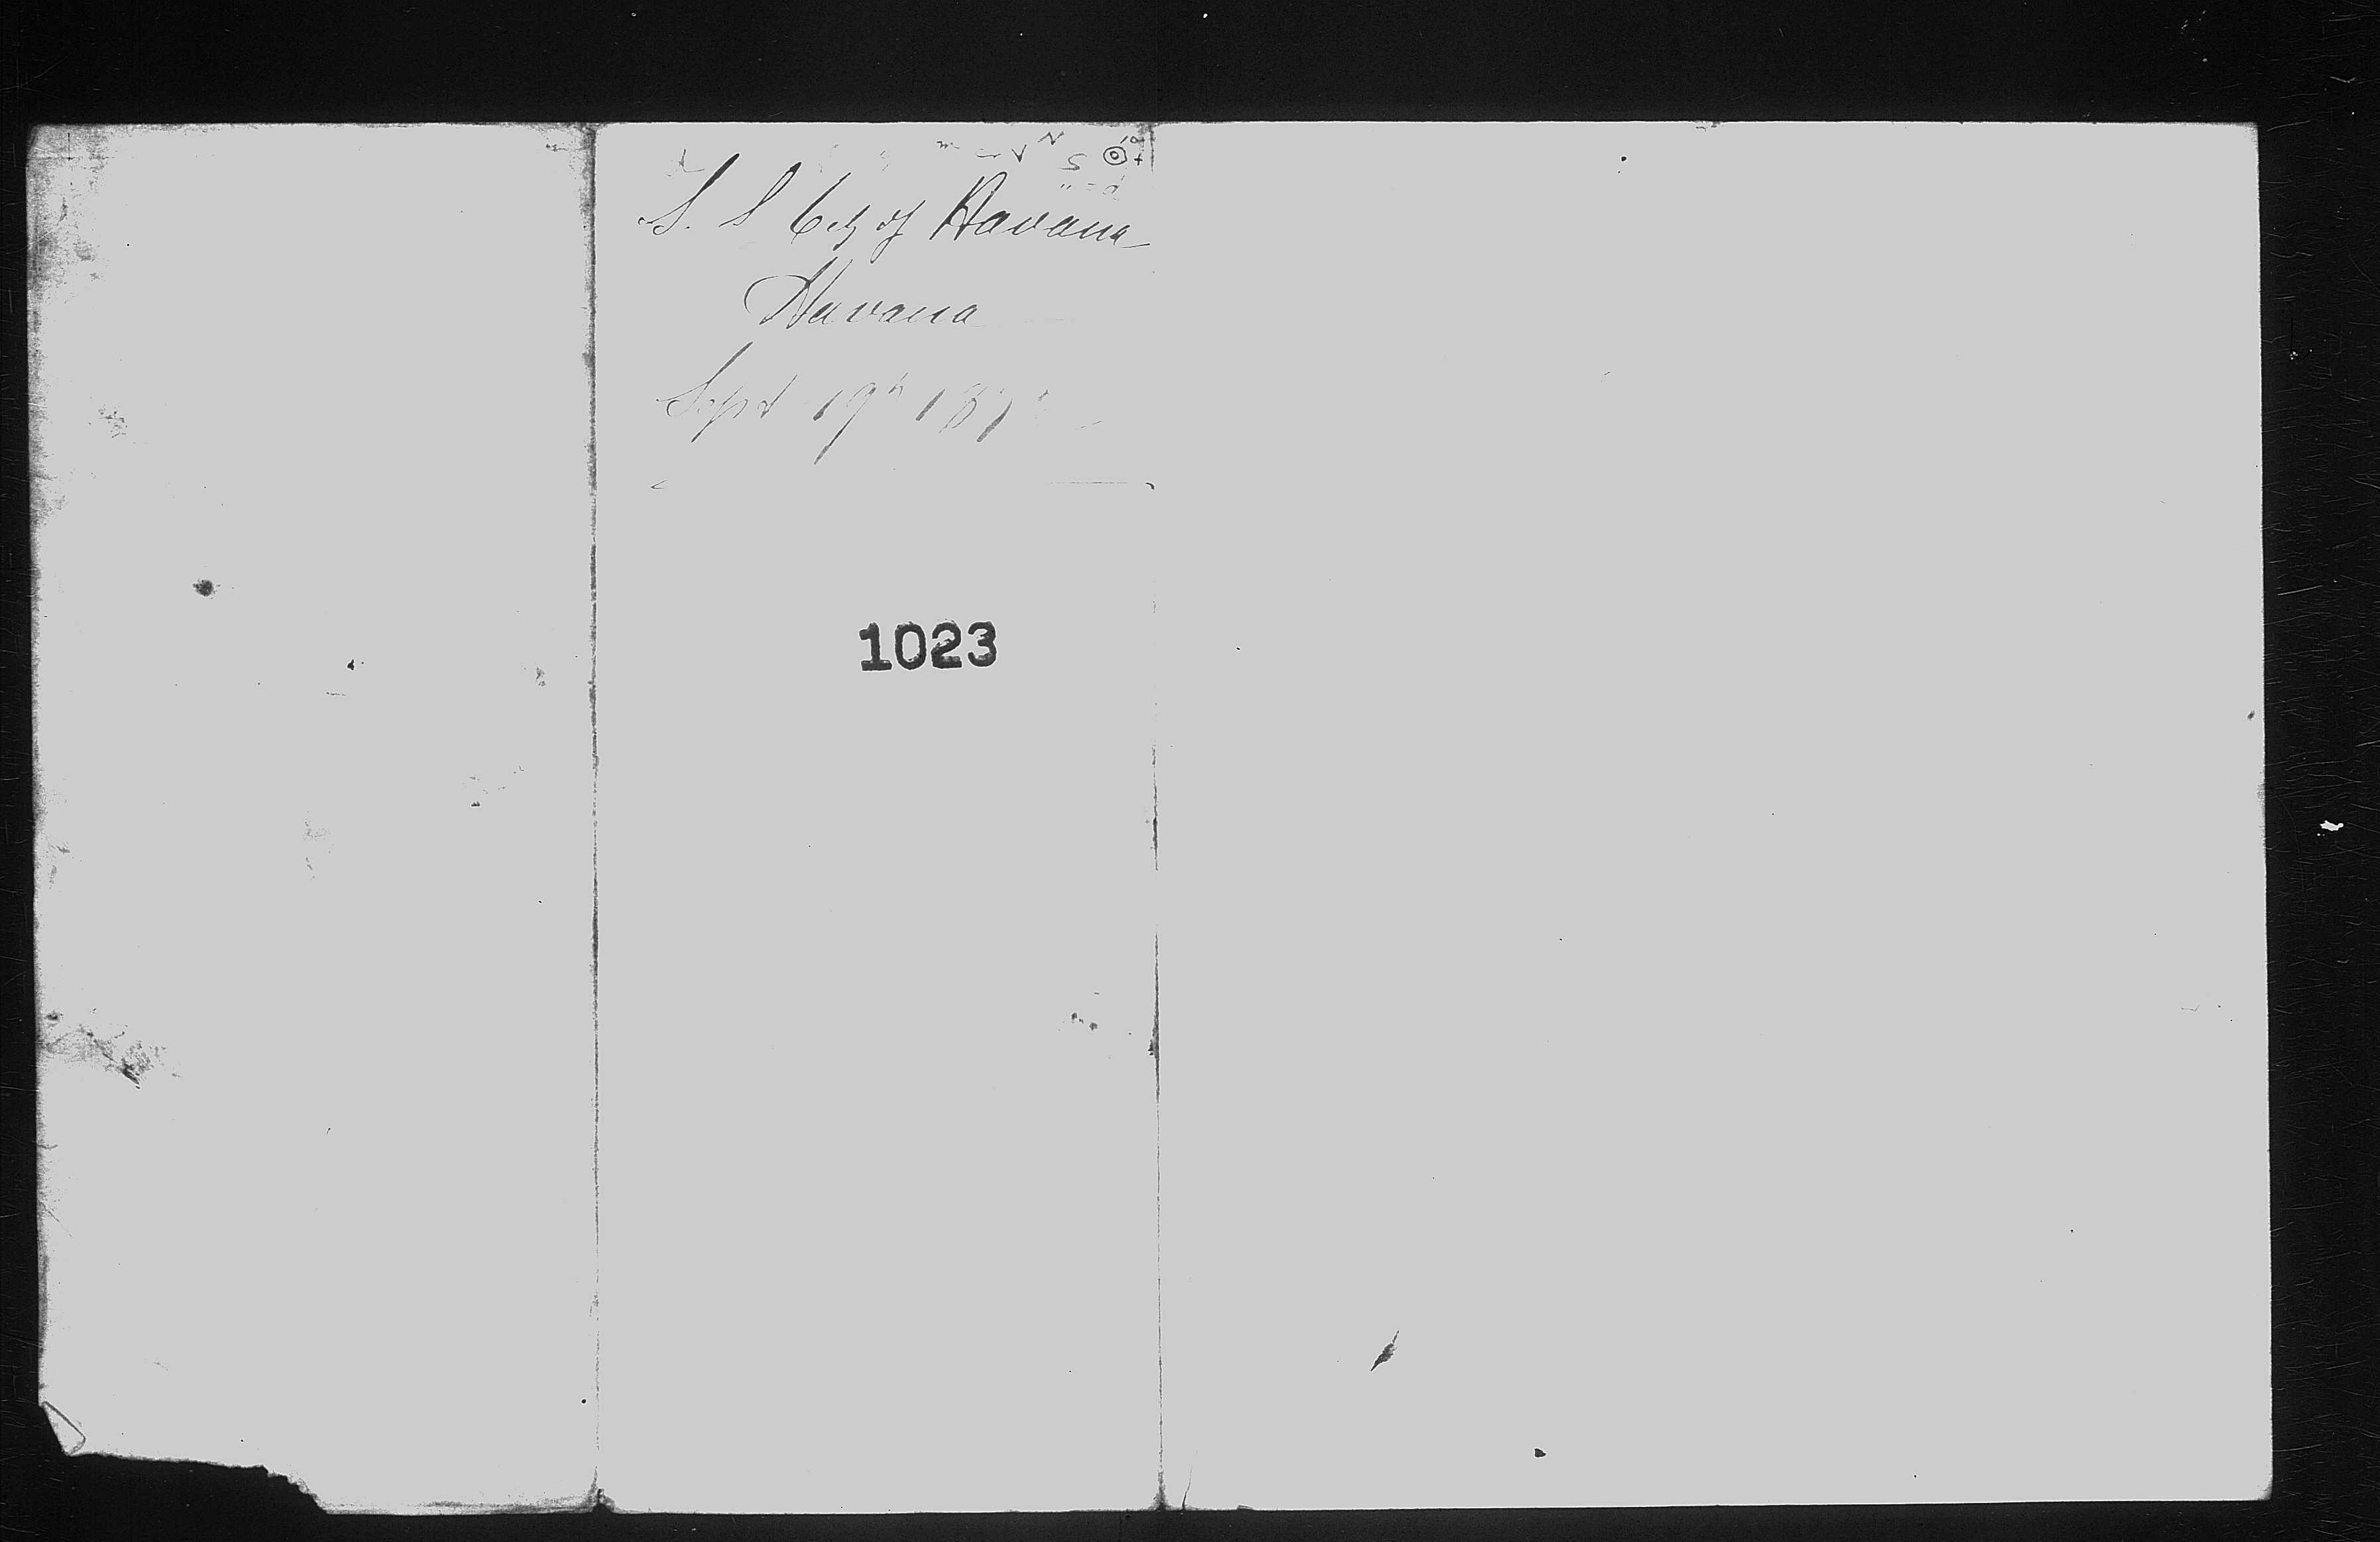 S. S City of Havana
Havana
Sept 19th 187
1023